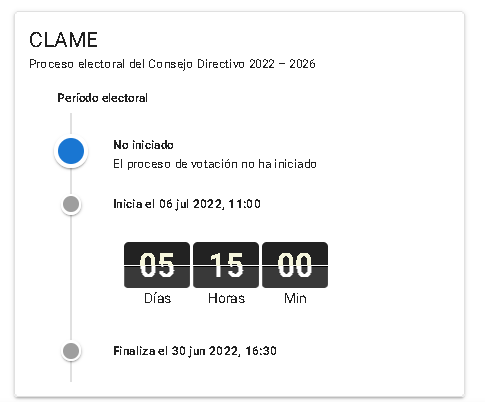 CLAME
Proceso electoral del Consejo Directivo 2022 – 2026
Período electoral
No iniciado
El proceso de votación no ha iniciado
Inicia el 06 jul 2022, 11:00
05 15 00
Días Horas Min
Finaliza el 30 jun 2022, 16:30